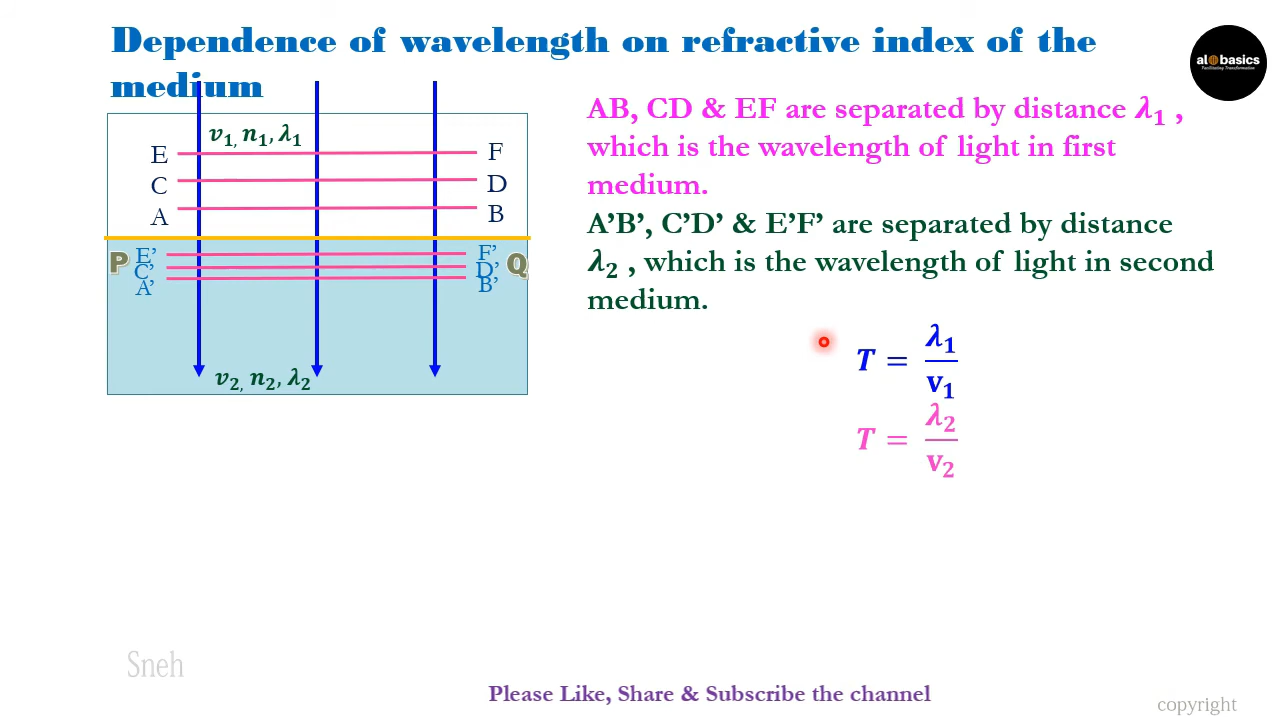 Dependence of wavelength on refractive index of the
medium
al basics
Facilitating Transformation
v₁, n₁, λ₁
E F
C D
A B
P E’ F’ Q
C’ D’
A’ B’
v₂, n₂, λ₂
AB, CD & EF are separated by distance λ₁ ,
which is the wavelength of light in first
medium.
A’B’, C’D’ & E’F’ are separated by distance
λ₂ , which is the wavelength of light in second
medium.
T = λ₁/v₁
T = λ₂/v₂
Sneh
Please Like, Share & Subscribe the channel
copyright